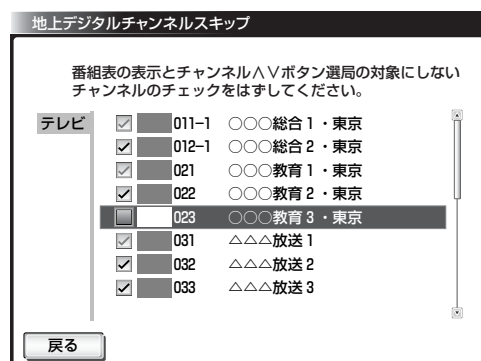 地上デジタルチャンネルスキップ
番組表の表示とチャンネル∧∨ボタン選局の対象にしない
チャンネルのチェックをはずしてください。
テレビ
011-1 ○○○総合1・東京
012-1 ○○○総合2・東京
021 ○○○教育1・東京
022 ○○○教育2・東京
023 ○○○教育3・東京
031 △△△放送1
032 △△△放送2
033 △△△放送3
戻る